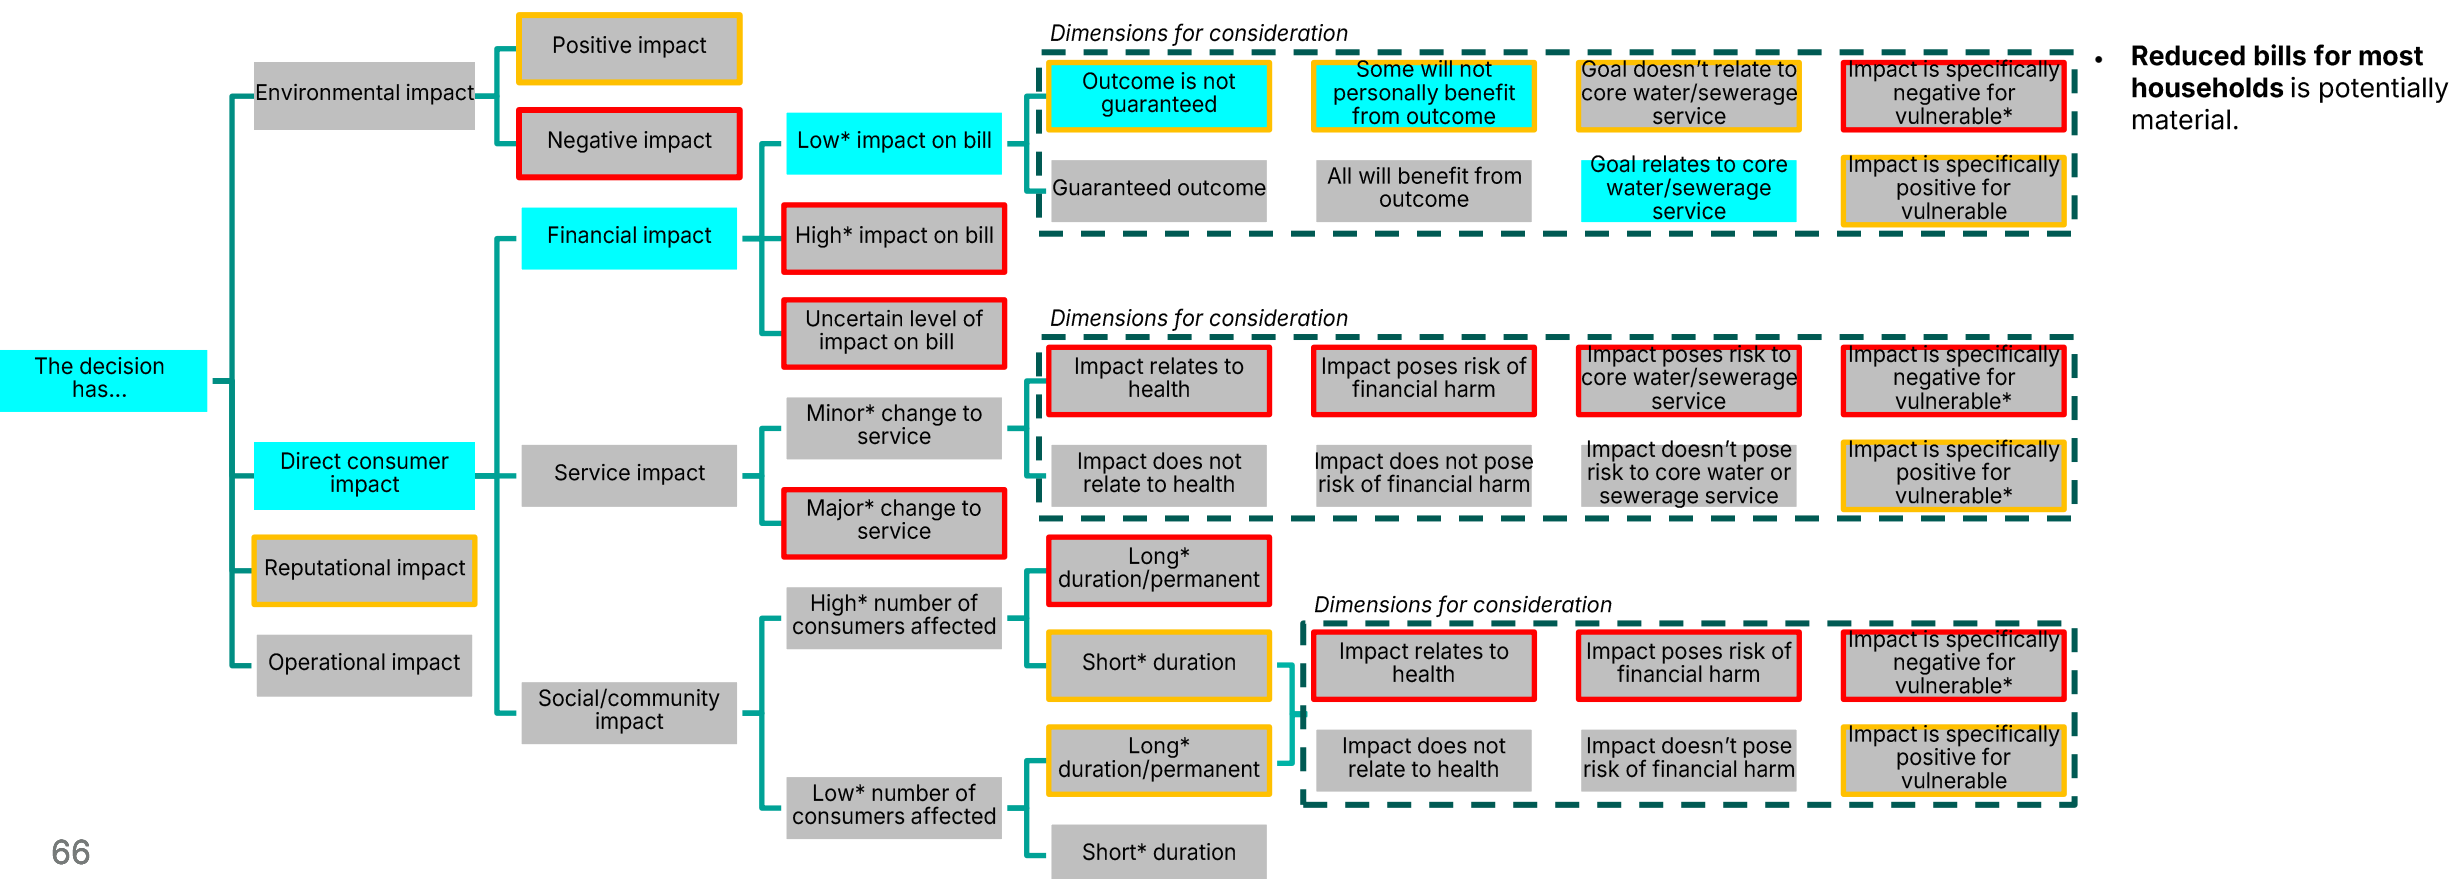 Positive impact
Environmental impact
Negative impact
The decision
has...
Direct consumer
impact
Reputational impact
Operational impact
Financial impact
Service impact
Social/community
impact
Low* impact on bill
High* impact on bill
Uncertain level of
impact on bill
Minor* change to
service
Major* change to
service
High* number of
consumers affected
Low* number of
consumers affected
Dimensions for consideration
Outcome is not
guaranteed
Some will not
personally benefit
from outcome
Goal doesn't relate to
core water/sewerage
service
Impact is specifically
negative for
vulnerable*
Guaranteed outcome
All will benefit from
outcome
Goal relates to core
water/sewerage
service
Impact is specifically
positive for
vulnerable
Dimensions for consideration
Impact relates to
health
Impact poses risk of
financial harm
Impact poses risk to
core water/sewerage
service
Impact is specifically
negative for
vulnerable*
Impact does not
relate to health
Impact does not pose
risk of financial harm
Impact doesn't pose
risk to core water or
sewerage service
Impact is specifically
positive for
vulnerable*
Long*
duration/permanent
Short* duration
Long*
duration/permanent
Short* duration
Dimensions for consideration
Impact relates to
health
Impact poses risk of
financial harm
Impact is specifically
negative for
vulnerable*
Impact does not
relate to health
Impact doesn't pose
risk of financial harm
Impact is specifically
positive for
vulnerable
• Reduced bills for most
households is potentially
material.
66